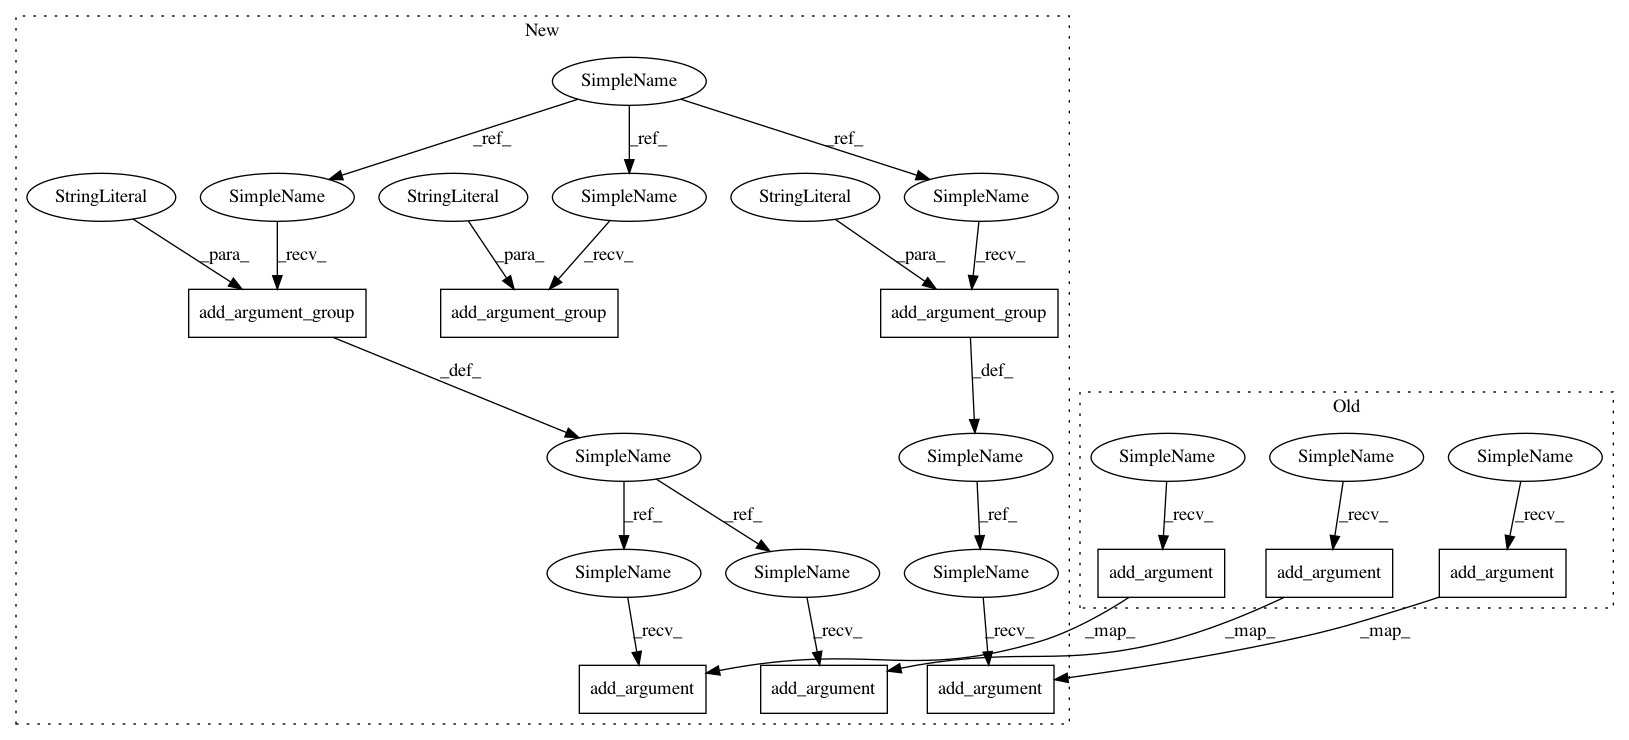 New
SimpleName
_ref_ _ref_ _ref_
StringLiteral SimpleName StringLiteral SimpleName StringLiteral SimpleName
_para_ _recv_ _para_ _recv_ _para_ _recv_
add_argument_group add_argument_group add_argument_group
_def_ _def_
Old
SimpleName SimpleName SimpleName SimpleName SimpleName
_ref_ _ref_ _ref_ _recv_ _recv_ _recv_
SimpleName SimpleName SimpleName add_argument add_argument add_argument
_recv_ _recv_ _recv_ _map_ _map_ _map_
add_argument add_argument add_argument